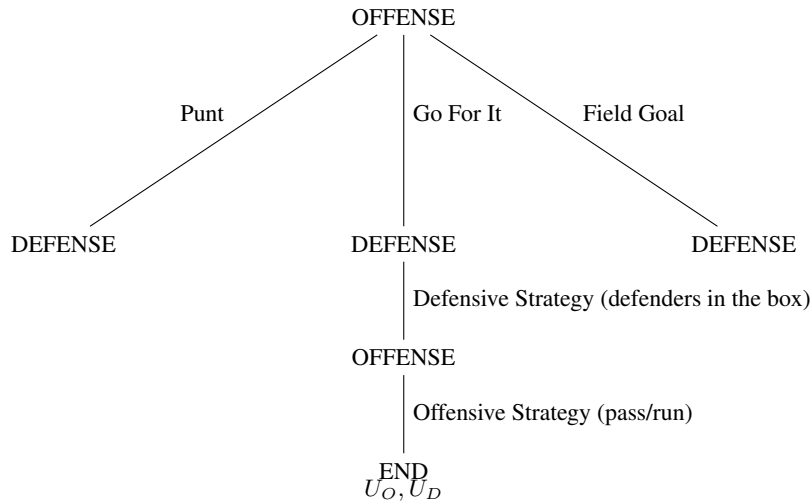 OFFENSE
Punt
Go For It
Field Goal
DEFENSE
DEFENSE
DEFENSE
Defensive Strategy (defenders in the box)
OFFENSE
Offensive Strategy (pass/run)
END
U_O, U_D